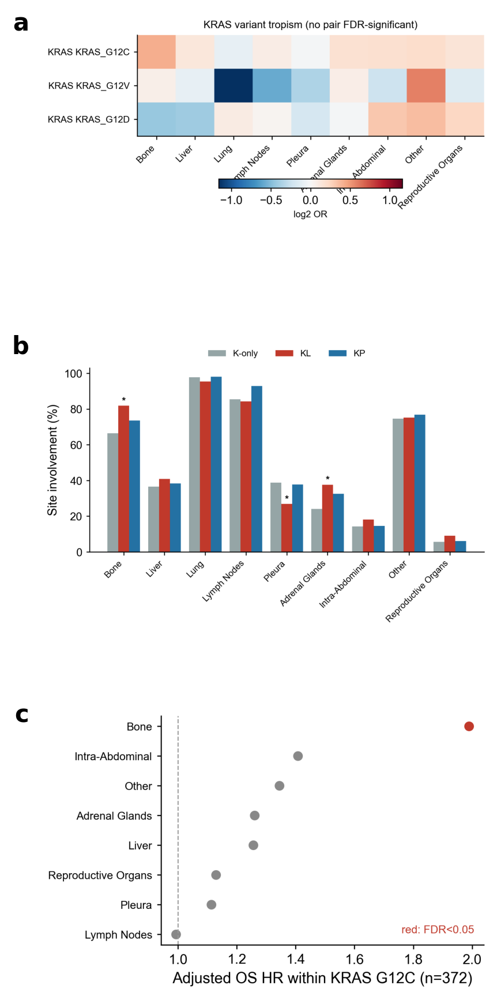 a
KRAS variant tropism (no pair FDR-significant)
KRAS KRAS_G12C
KRAS KRAS_G12V
KRAS KRAS_G12D
Bone
Liver
Lung
mph Nodes
Pleura
Abdominal
Other
Reproductive Organs
−1.0 −0.5 0.0 0.5 1.0
log2 OR
b
K-only KL KP
Site involvement (%)
100
80
60
40
20
0
*
*
*
Bone
Liver
Lung
Lymph Nodes
Pleura
Adrenal Glands
Intra-Abdominal
Other
Reproductive Organs
c
Bone
Intra-Abdominal
Other
Adrenal Glands
Liver
Reproductive Organs
Pleura
Lymph Nodes
red: FDR<0.05
1.0 1.2 1.4 1.6 1.8 2.0
Adjusted OS HR within KRAS G12C (n=372)